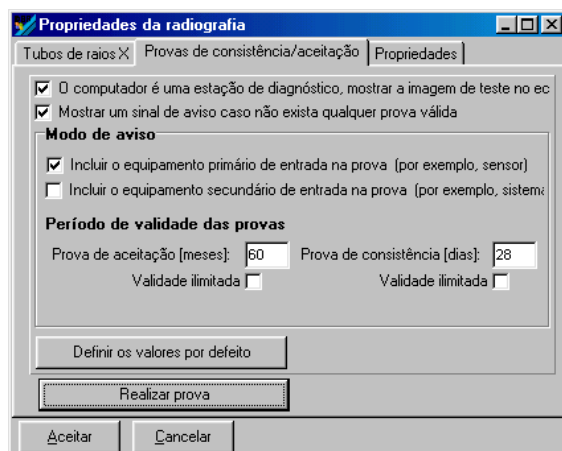 Propriedades da radiografia
Tubos de raios X Provas de consistência/aceitação Propriedades
O computador é uma estação de diagnóstico, mostrar a imagem de teste no ec
Mostrar um sinal de aviso caso não exista qualquer prova válida
Modo de aviso
Incluir o equipamento primário de entrada na prova (por exemplo, sensor)
Incluir o equipamento secundário de entrada na prova (por exemplo, sistema
Período de validade das provas
Prova de aceitação [meses]: 60 Prova de consistência [dias]: 28
Validade ilimitada Validade ilimitada
Definir os valores por defeito
Realizar prova
Aceitar Cancelar